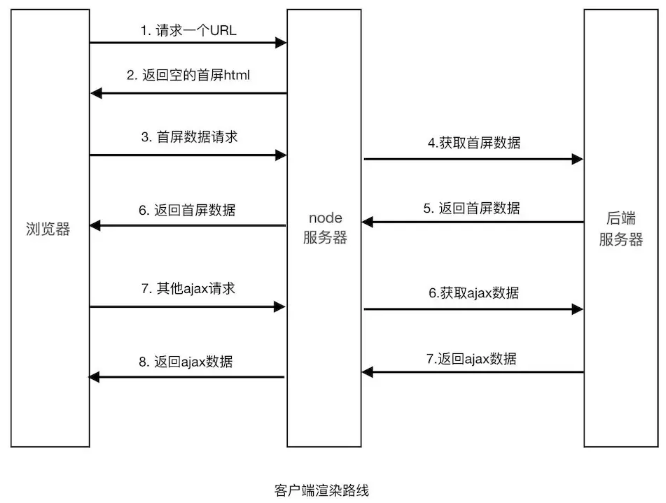 1. 请求一个URL
2. 返回空的首屏html
3. 首屏数据请求
4.获取首屏数据
5. 返回首屏数据
6. 返回首屏数据
浏览器
node
服务器
后端
服务器
7. 其他ajax请求
6.获取ajax数据
7.返回ajax数据
8. 返回ajax数据
客户端渲染路线